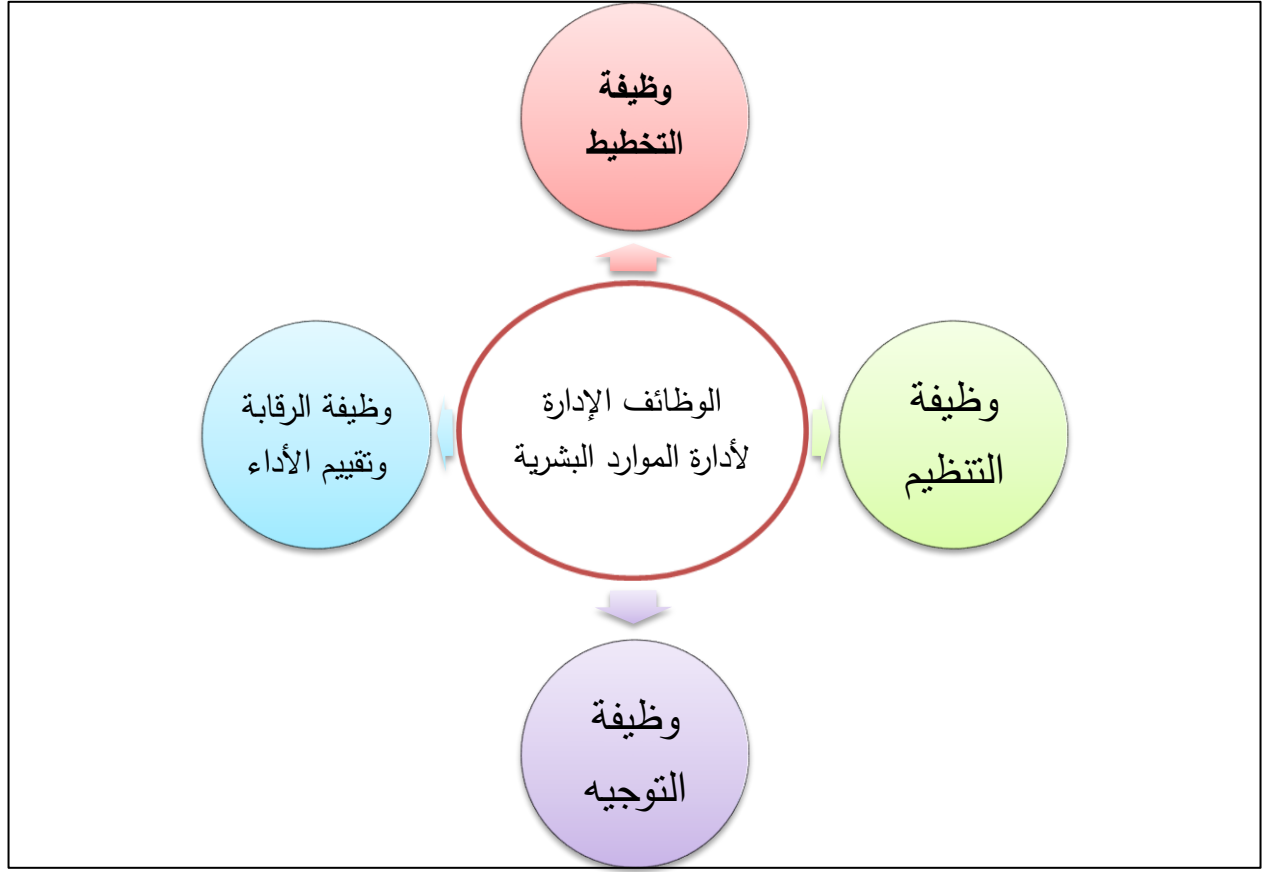 وظيفة
التخطيط
الوظائف الإدارة
لأدارة الموارد البشرية
وظيفة
التنظيم
وظيفة الرقابة
وتقييم الأداء
وظيفة
التوجيه